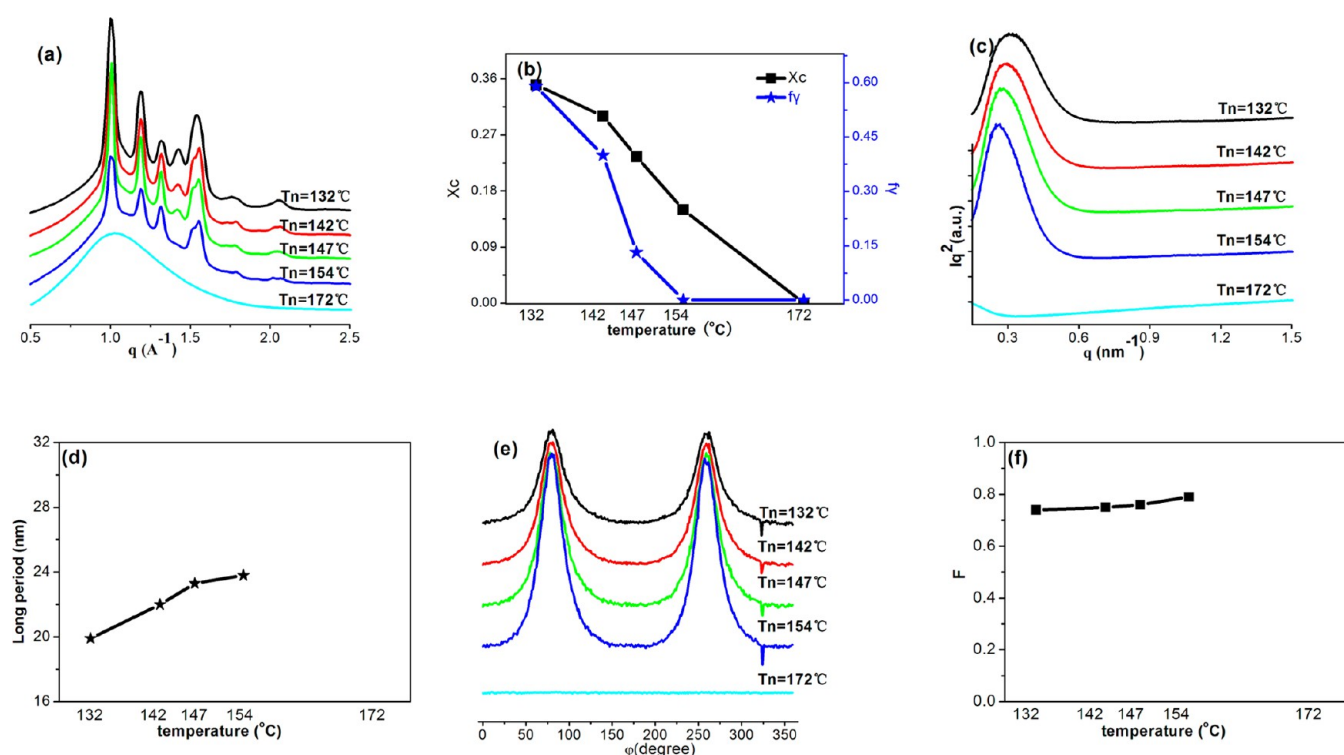 (a)
Tn=132℃
Tn=142℃
Tn=147℃
Tn=154℃
Tn=172℃
0.5 1.0 1.5 2.0 2.5
q (A⁻¹)
(b)
Xc
fγ
0.36
0.27
0.18
0.09
0.00
Xc
0.60
0.45
0.30
0.15
0.00
fγ
132 142 147 154 172
temperature (°C)
(c)
Tn=132℃
Tn=142℃
Tn=147℃
Tn=154℃
Tn=172℃
Iq² (a.u.)
0.3 0.6 0.9 1.2 1.5
q (nm⁻¹)
(d)
32
28
24
20
16
Long period (nm)
132 142 147 154 172
temperature (°C)
(e)
Tn=132℃
Tn=142℃
Tn=147℃
Tn=154℃
Tn=172℃
0 50 100 150 200 250 300 350
φ(degree)
(f)
1.0
0.8
0.6
0.4
0.2
0.0
F
132 142 147 154 172
temperature (°C)